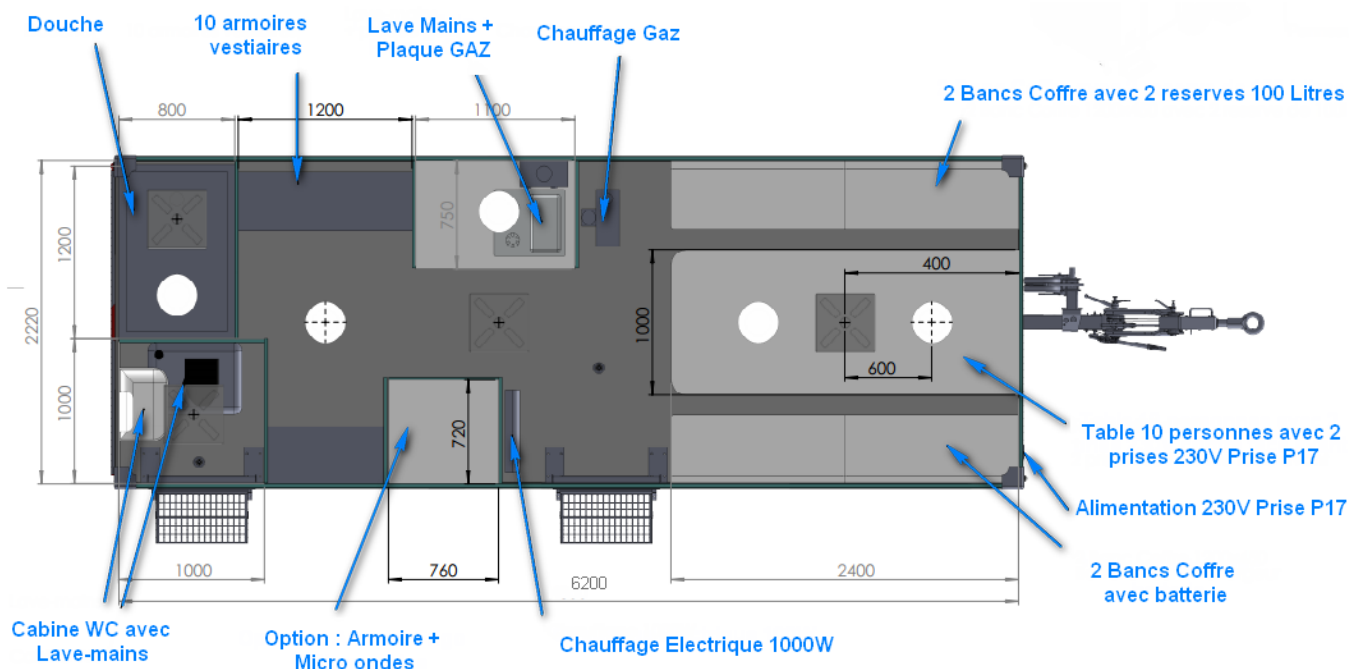 Douche
10 armoires
vestiaires
Lave Mains +
Plaque GAZ
Chauffage Gaz
2 Bancs Coffre avec 2 reserves 100 Litres
800
1200
1100
750
1200
2220
1000
1000
400
600
720
Table 10 personnes avec 2
prises 230V Prise P17
Alimentation 230V Prise P17
1000
760
2400
6200
2 Bancs Coffre
avec batterie
Cabine WC avec
Lave-mains
Option : Armoire +
Micro ondes
Chauffage Electrique 1000W